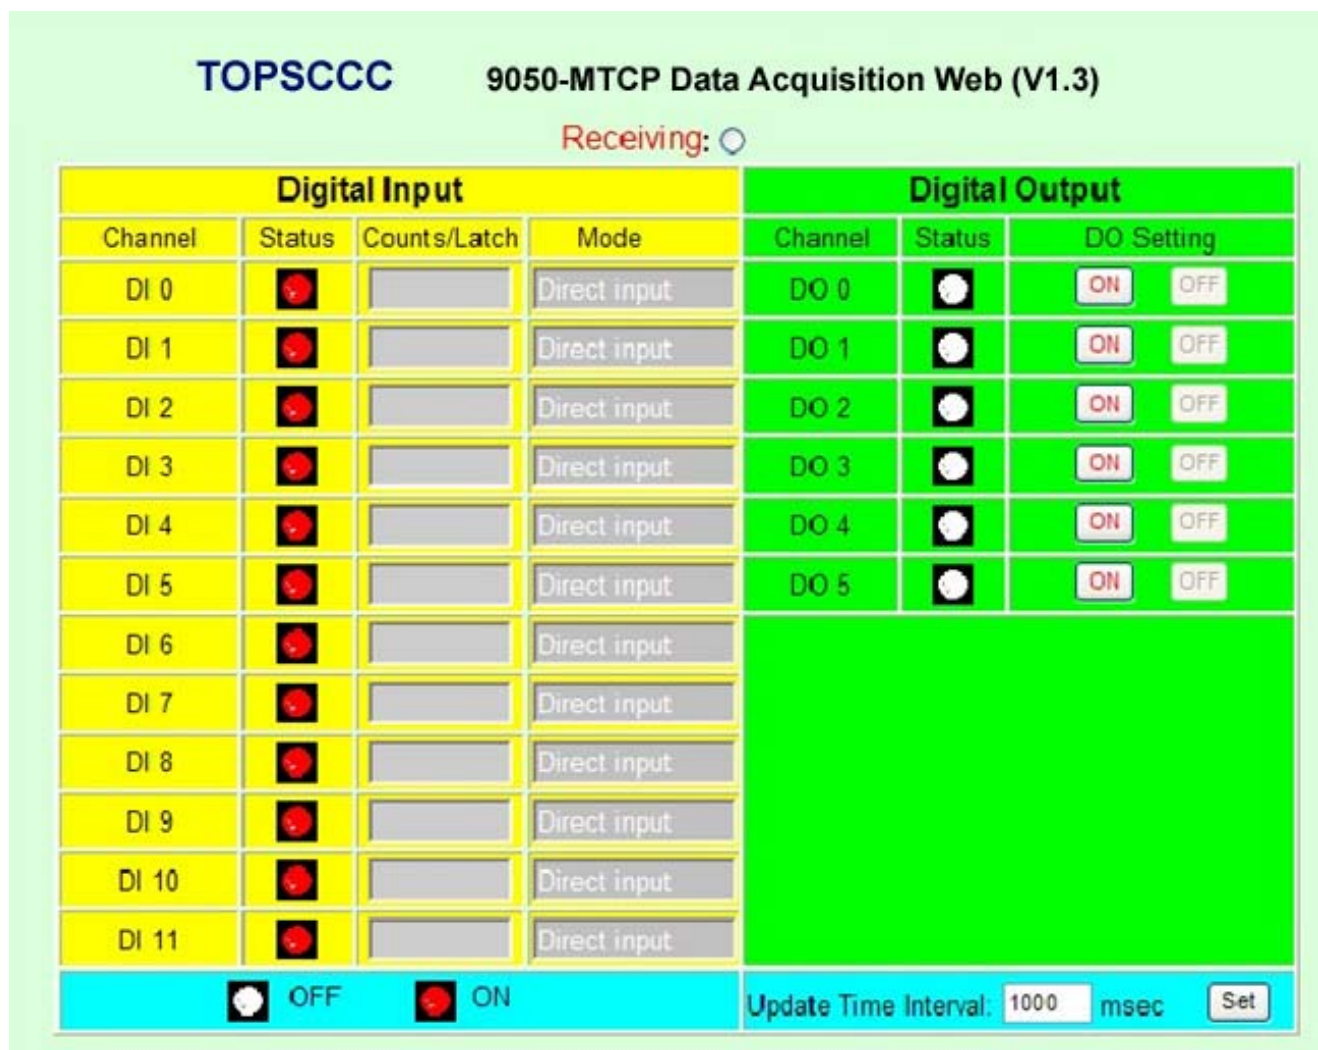 TOPSCCC 9050-MTCP Data Acquisition Web (V1.3)
Receiving:
Digital Input Digital Output
Channel Status Counts/Latch Mode Channel Status DO Setting
DI 0 Direct input DO 0 ON OFF
DI 1 Direct input DO 1 ON OFF
DI 2 Direct input DO 2 ON OFF
DI 3 Direct input DO 3 ON OFF
DI 4 Direct input DO 4 ON OFF
DI 5 Direct input DO 5 ON OFF
DI 6 Direct input
DI 7 Direct input
DI 8 Direct input
DI 9 Direct input
DI 10 Direct input
DI 11 Direct input
OFF ON Update Time Interval: 1000 msec Set